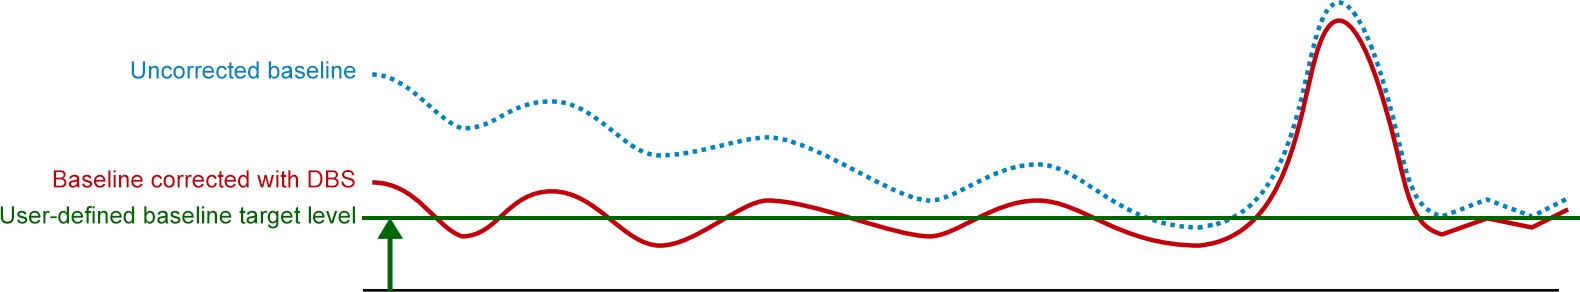 Uncorrected baseline
Baseline corrected with DBS
User-defined baseline target level